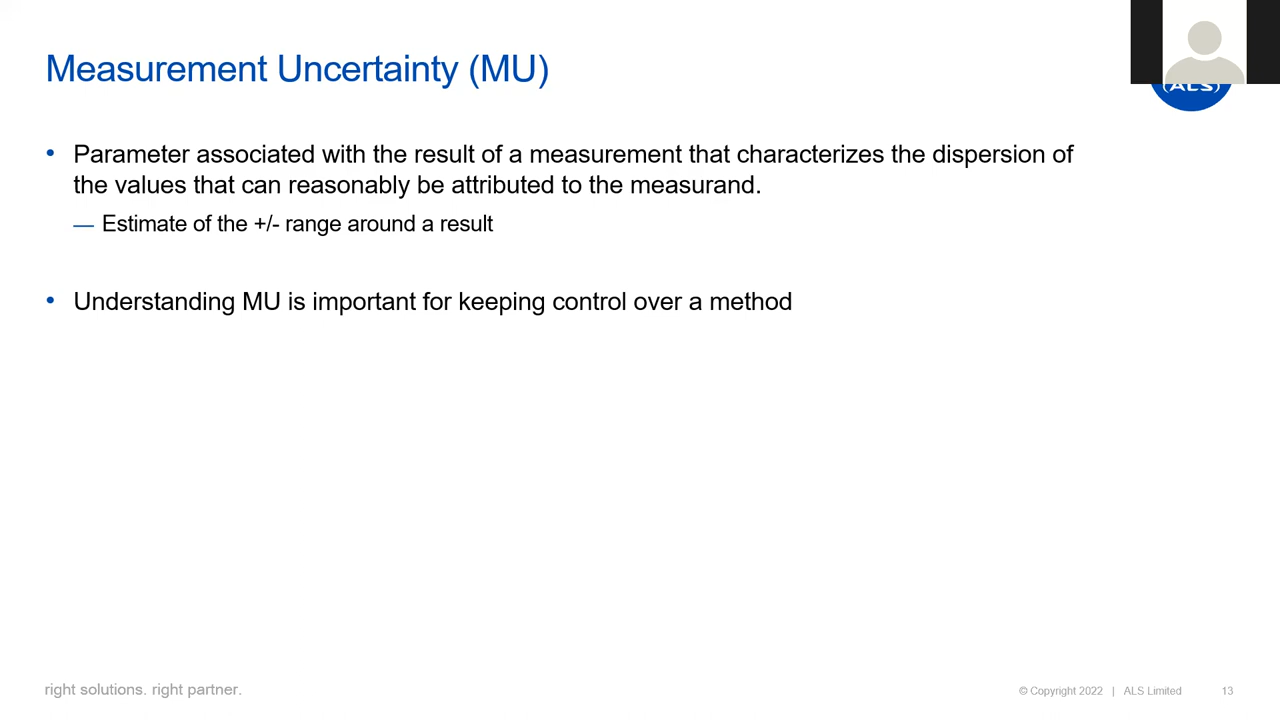 Measurement Uncertainty (MU)
(ALS)
• Parameter associated with the result of a measurement that characterizes the dispersion of
the values that can reasonably be attributed to the measurand.
— Estimate of the +/- range around a result
• Understanding MU is important for keeping control over a method
right solutions. right partner.
© Copyright 2022 | ALS Limited 13